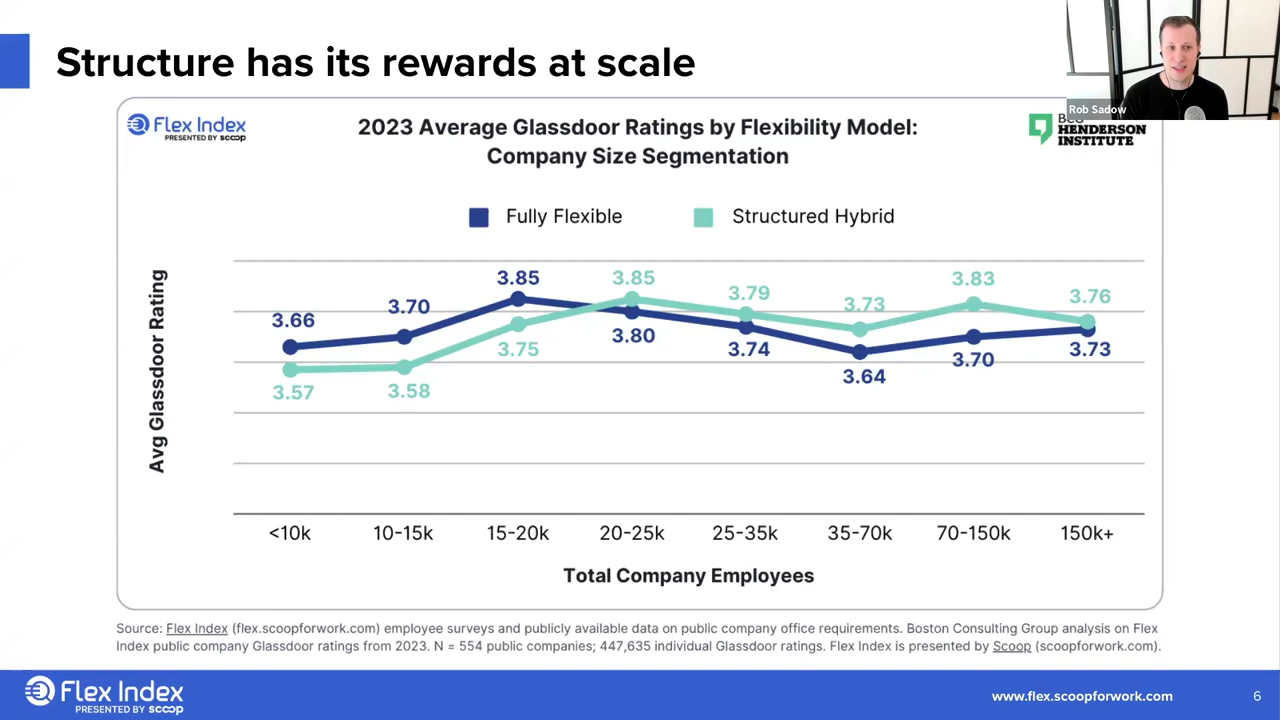 Structure has its rewards at scale
Rob Sadow
Flex Index
PRESENTED BY scoop
2023 Average Glassdoor Ratings by Flexibility Model:
Company Size Segmentation
BCG
HENDERSON
INSTITUTE
Fully Flexible
Structured Hybrid
Avg Glassdoor Rating
3.66
3.70
3.85
3.85
3.79
3.73
3.83
3.76
3.57
3.58
3.75
3.80
3.74
3.64
3.70
3.73
<10k
10-15k
15-20k
20-25k
25-35k
35-70k
70-150k
150k+
Total Company Employees
Source: Flex Index (flex.scoopforwork.com) employee surveys and publicly available data on public company office requirements. Boston Consulting Group analysis on Flex
Index public company Glassdoor ratings from 2023. N = 554 public companies; 447,635 individual Glassdoor ratings. Flex Index is presented by Scoop (scoopforwork.com).
Flex Index
PRESENTED BY scoop
www.flex.scoopforwork.com
6